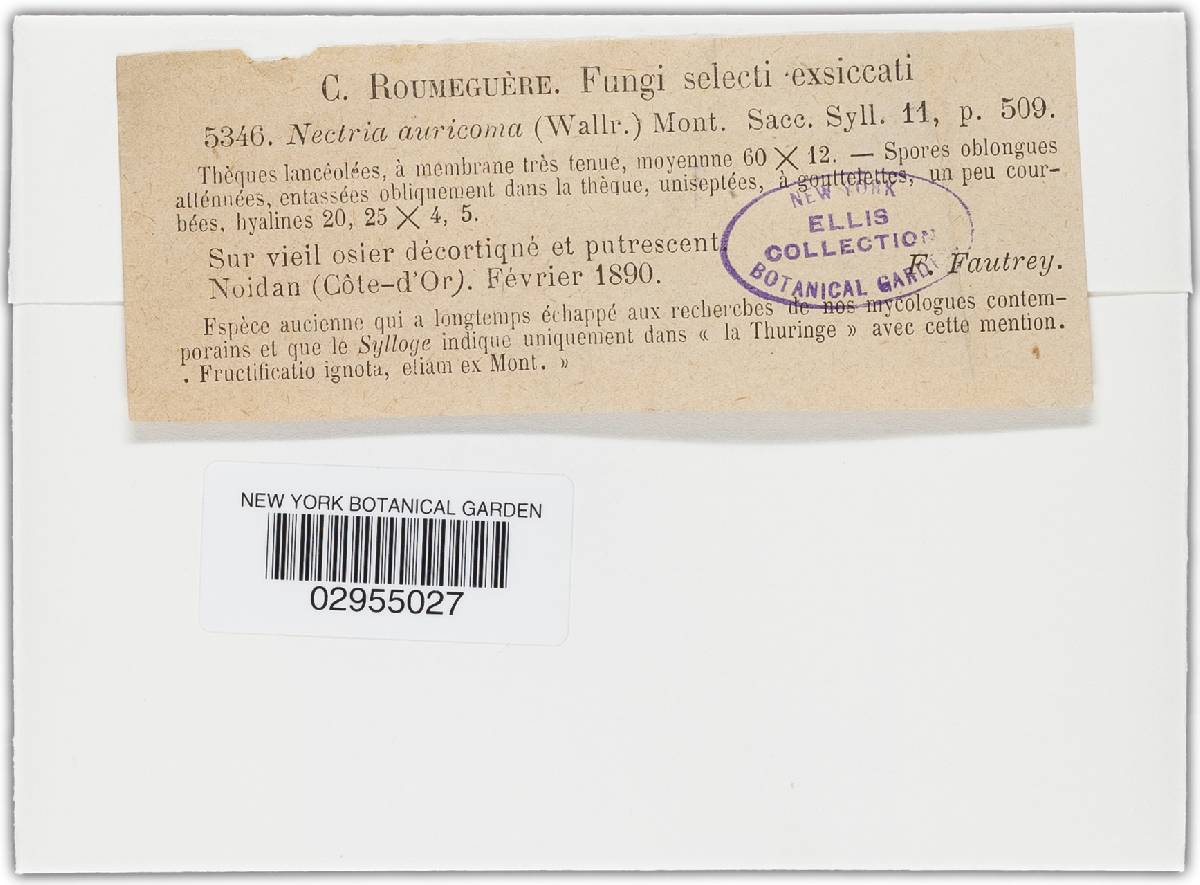 C. ROUMEGUÈRE. Fungi selecti exsiccati
5346. Nectria auricoma (Wallr.) Mont. Sacc. Syll. 11, p. 509.
Thèques lancéolées, à membrane très tenue, moyenne 60 × 12. — Spores oblongues
atténuées, entassées obliquement dans la thèque, uniseptées, à gouttelettes, un peu cour-
bées, hyalines 20, 25 × 4, 5.
Sur vieil osier décortiqué et putrescent.
Noidan (Côte-d'Or). Février 1890.
F. Fautrey.
Espèce ancienne qui a longtemps échappé aux recherches de nos mycologues contem-
porains et que le Sylloge indique uniquement dans « la Thuringe » avec cette mention.
. Fructificatio ignota, etiam ex Mont. »
NEW YORK
ELLIS
COLLECTION
BOTANICAL GARDEN
NEW YORK BOTANICAL GARDEN
02955027